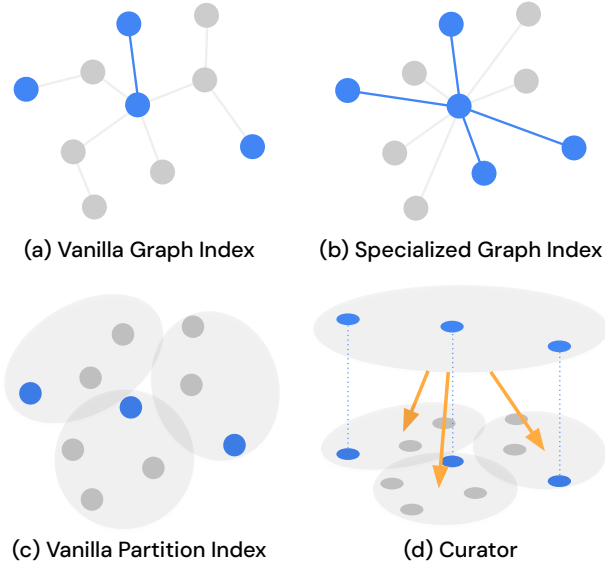 (a) Vanilla Graph Index
(b) Specialized Graph Index
(c) Vanilla Partition Index
(d) Curator